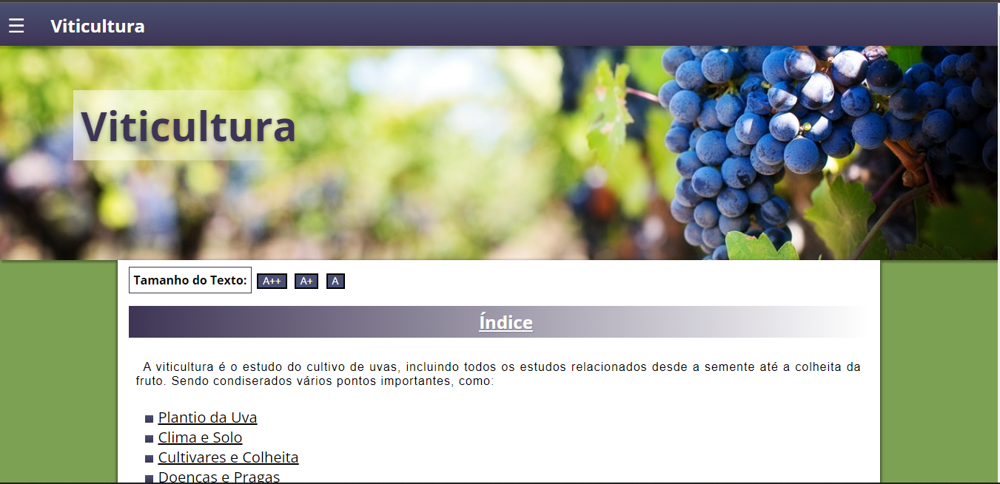 ☰ Viticultura
Viticultura
Tamanho do Texto: A++ A+ A
Índice
A viticultura é o estudo do cultivo de uvas, incluindo todos os estudos relacionados desde a semente até a colheita da
fruto. Sendo condiserados vários pontos importantes, como:
Plantio da Uva
Clima e Solo
Cultivares e Colheita
Doenças e Pragas